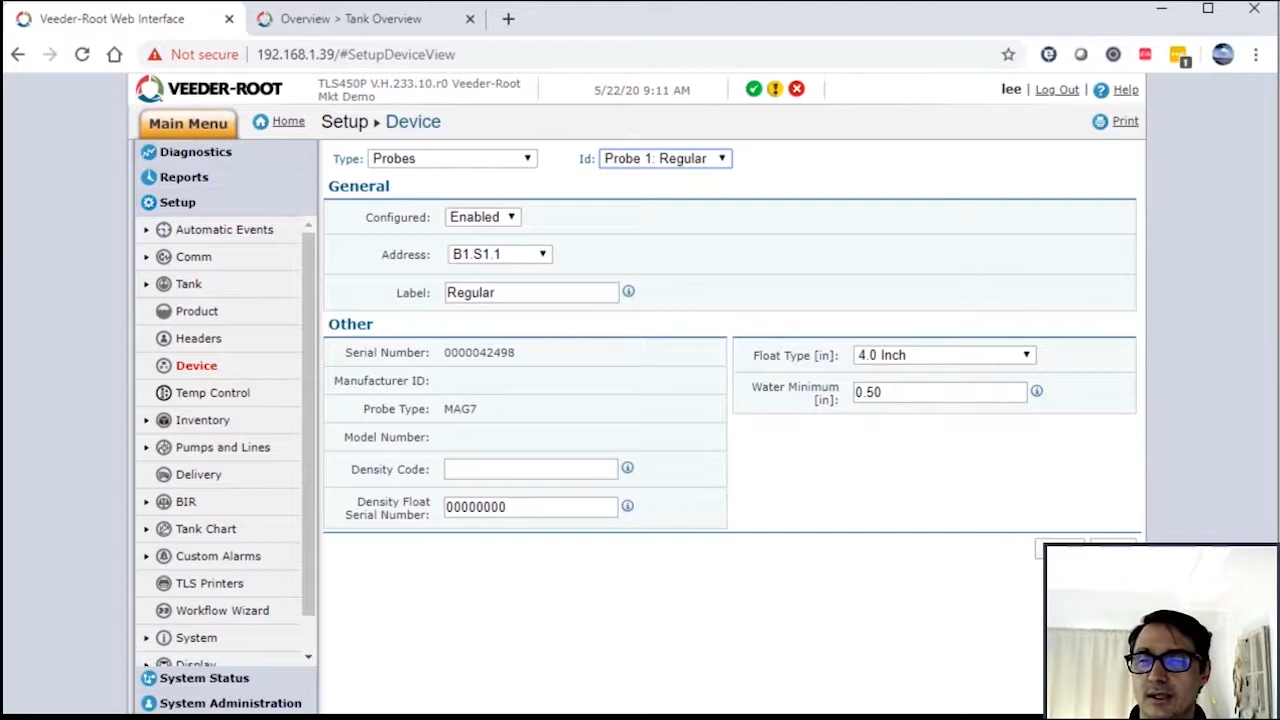 Veeder-Root Web Interface
Overview > Tank Overview
Not secure
192.168.1.39/#SetupDeviceView
1
VEEDER-ROOT
TLS450P V.H.233.10.r0 Veeder-Root
Mkt Demo
5/22/20 9:11 AM
lee | Log Out | Help
Main Menu
Home
Setup ▸ Device
Print
Diagnostics
Reports
Setup
Automatic Events
Comm
Tank
Product
Headers
Device
Temp Control
Inventory
Pumps and Lines
Delivery
BIR
Tank Chart
Custom Alarms
TLS Printers
Workflow Wizard
System
Display
System Status
System Administration
Type: Probes
Id: Probe 1: Regular
General
Configured: Enabled
Address: B1.S1.1
Label: Regular
Other
Serial Number: 0000042498
Manufacturer ID:
Probe Type: MAG7
Model Number:
Density Code:
Density Float
Serial Number: 00000000
Float Type [in]: 4.0 Inch
Water Minimum
[in]: 0.50